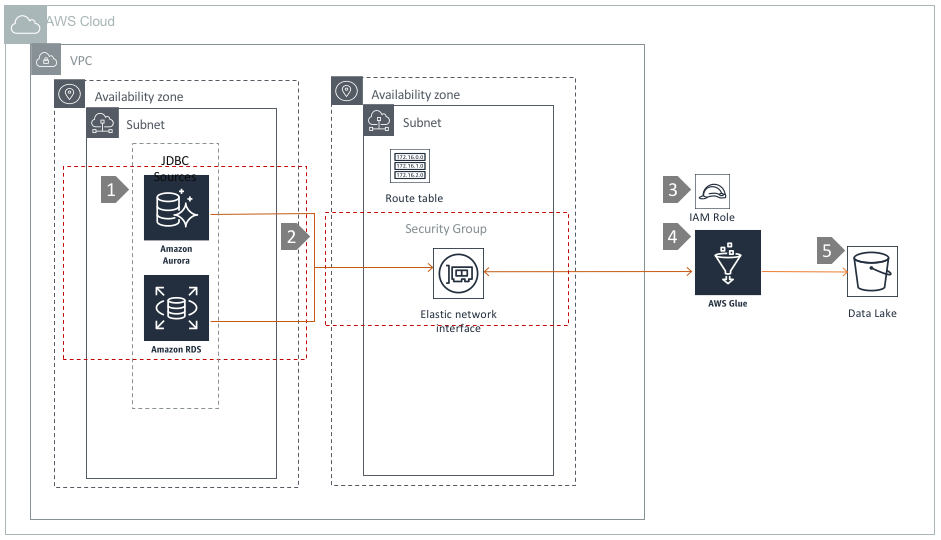 AWS Cloud
VPC
Availability zone
Subnet
JDBC
Sources
1
Amazon
Aurora
Amazon RDS
2
Availability zone
Subnet
172.16.0.0
172.16.1.0
172.16.2.0
Route table
Security Group
Elastic network
interface
3
IAM Role
4
AWS Glue
5
Data Lake